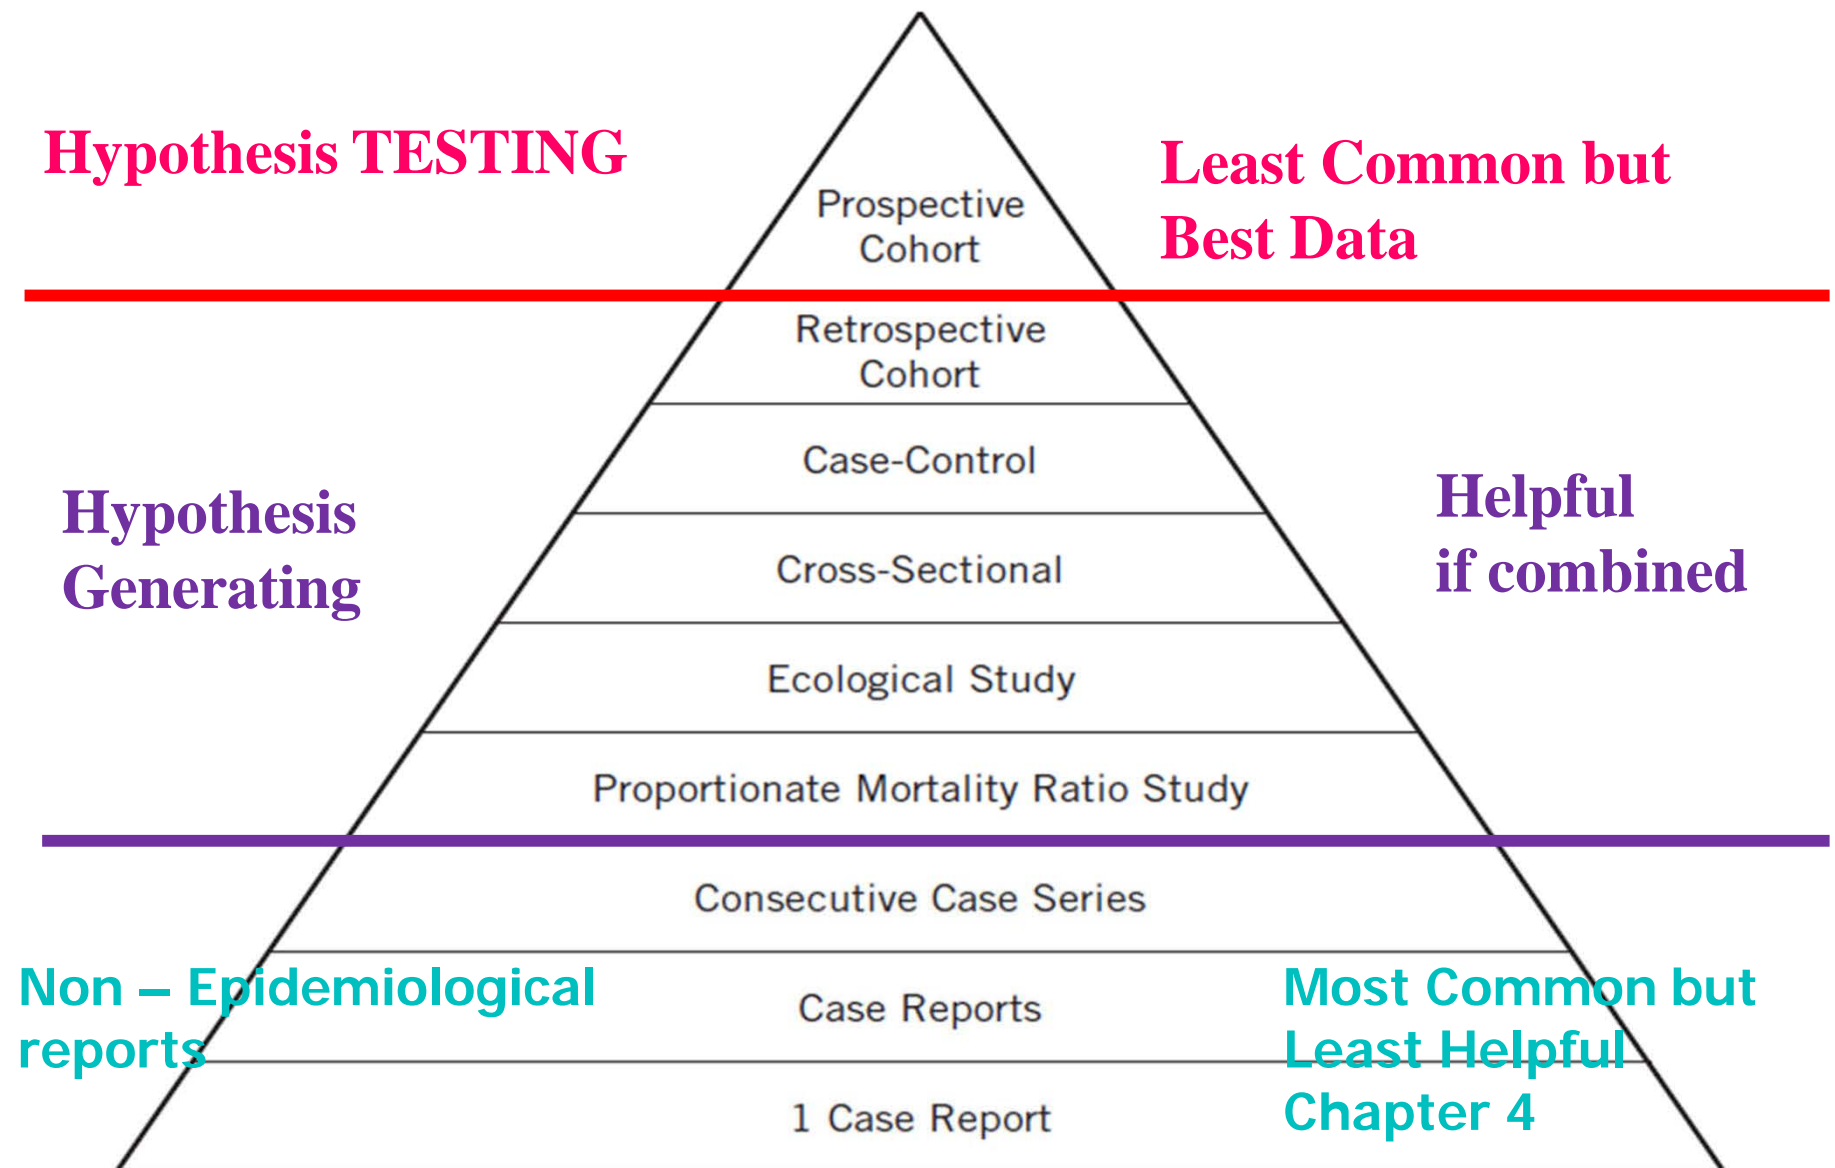 Hypothesis TESTING
Least Common but
Best Data
Prospective
Cohort
Retrospective
Cohort
Case-Control
Hypothesis
Generating
Helpful
if combined
Cross-Sectional
Ecological Study
Proportionate Mortality Ratio Study
Consecutive Case Series
Non – Epidemiological
reports
Case Reports
Most Common but
Least Helpful
Chapter 4
1 Case Report